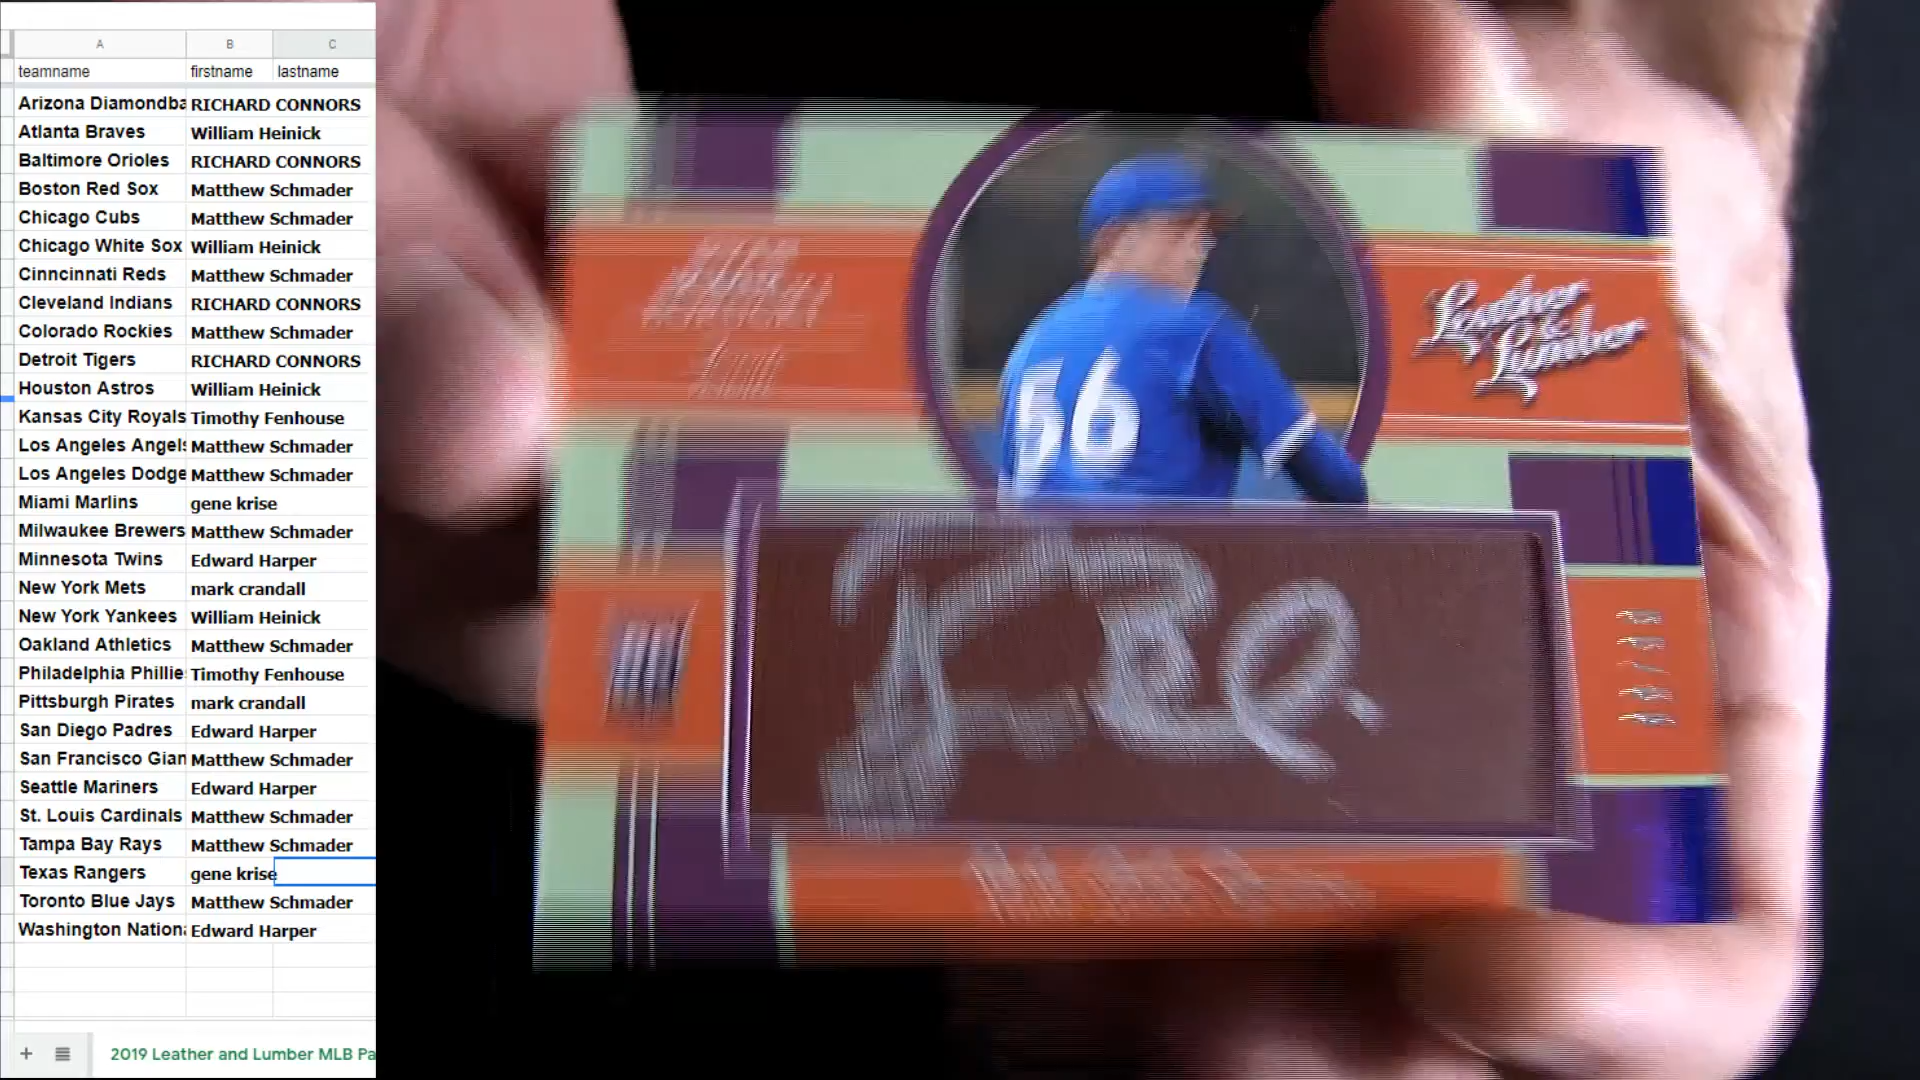 A B C
teamname firstname lastname
Arizona Diamondba RICHARD CONNORS
Atlanta Braves William Heinick
Baltimore Orioles RICHARD CONNORS
Boston Red Sox Matthew Schmader
Chicago Cubs Matthew Schmader
Chicago White Sox William Heinick
Cinncinnati Reds Matthew Schmader
Cleveland Indians RICHARD CONNORS
Colorado Rockies Matthew Schmader
Detroit Tigers RICHARD CONNORS
Houston Astros William Heinick
Kansas City Royals Timothy Fenhouse
Los Angeles Angels Matthew Schmader
Los Angeles Dodge Matthew Schmader
Miami Marlins gene krise
Milwaukee Brewers Matthew Schmader
Minnesota Twins Edward Harper
New York Mets mark crandall
New York Yankees William Heinick
Oakland Athletics Matthew Schmader
Philadelphia Phillie Timothy Fenhouse
Pittsburgh Pirates mark crandall
San Diego Padres Edward Harper
San Francisco Gian Matthew Schmader
Seattle Mariners Edward Harper
St. Louis Cardinals Matthew Schmader
Tampa Bay Rays Matthew Schmader
Texas Rangers gene krise
Toronto Blue Jays Matthew Schmader
Washington Nationa Edward Harper
2019 Leather and Lumber MLB Pa
Leather & Lumber
56